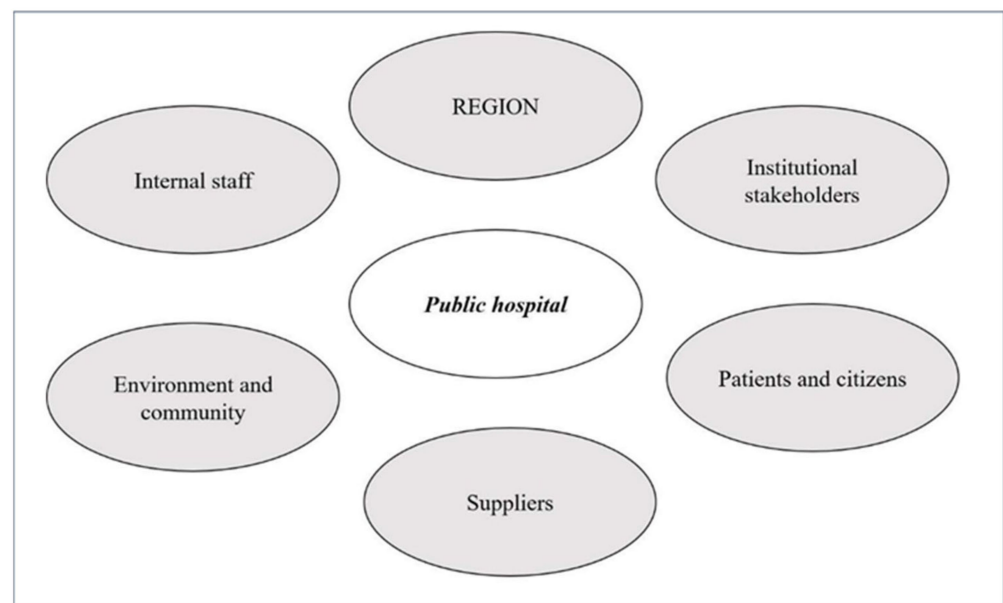 REGION
Internal staff
Institutional
stakeholders
Public hospital
Environment and
community
Patients and citizens
Suppliers